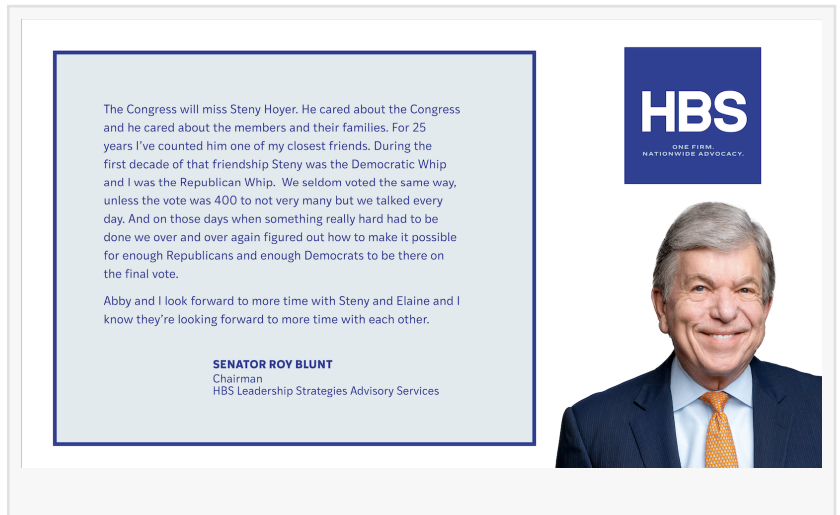 The Congress will miss Steny Hoyer. He cared about the Congress
and he cared about the members and their families. For 25
years I’ve counted him one of my closest friends. During the
first decade of that friendship Steny was the Democratic Whip
and I was the Republican Whip.  We seldom voted the same way,
unless the vote was 400 to not very many but we talked every
day. And on those days when something really hard had to be
done we over and over again figured out how to make it possible
for enough Republicans and enough Democrats to be there on
the final vote.
Abby and I look forward to more time with Steny and Elaine and I
know they’re looking forward to more time with each other.
SENATOR ROY BLUNT
Chairman
HBS Leadership Strategies Advisory Services
HBS
ONE FIRM.
NATIONWIDE ADVOCACY.